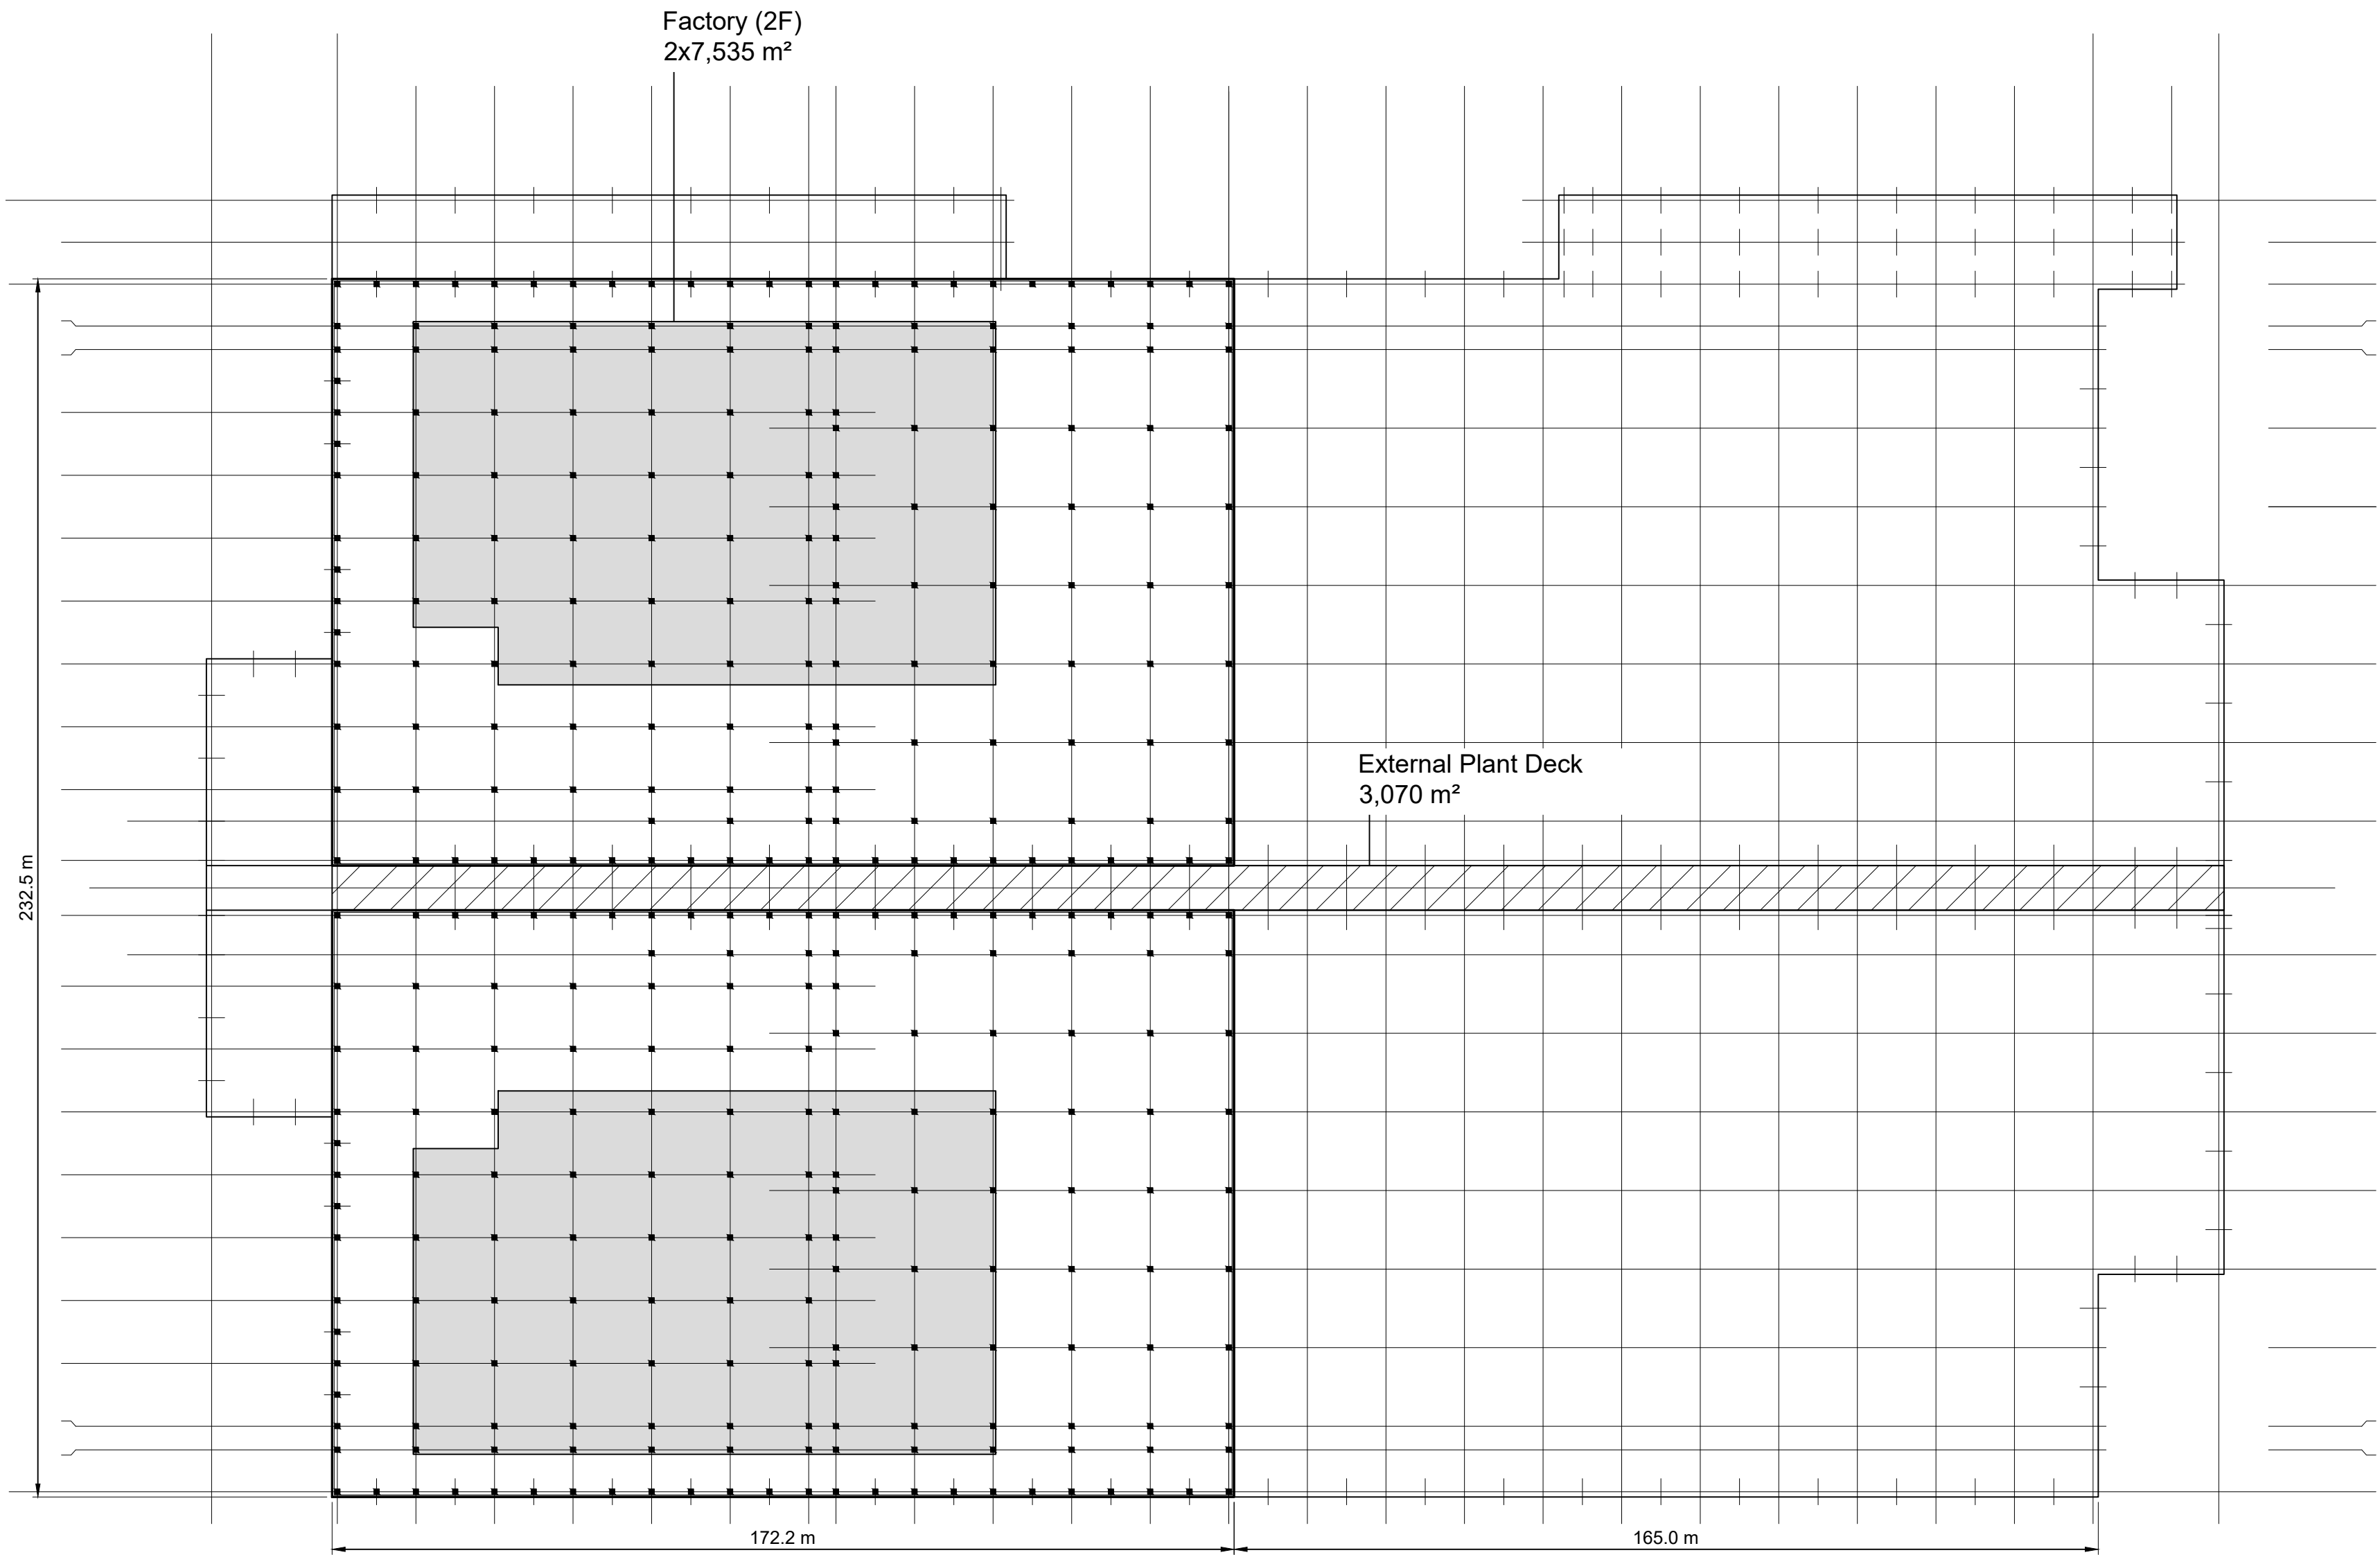 Factory (2F)
2x7,535 m²
External Plant Deck
3,070 m²
232.5 m
172.2 m
165.0 m